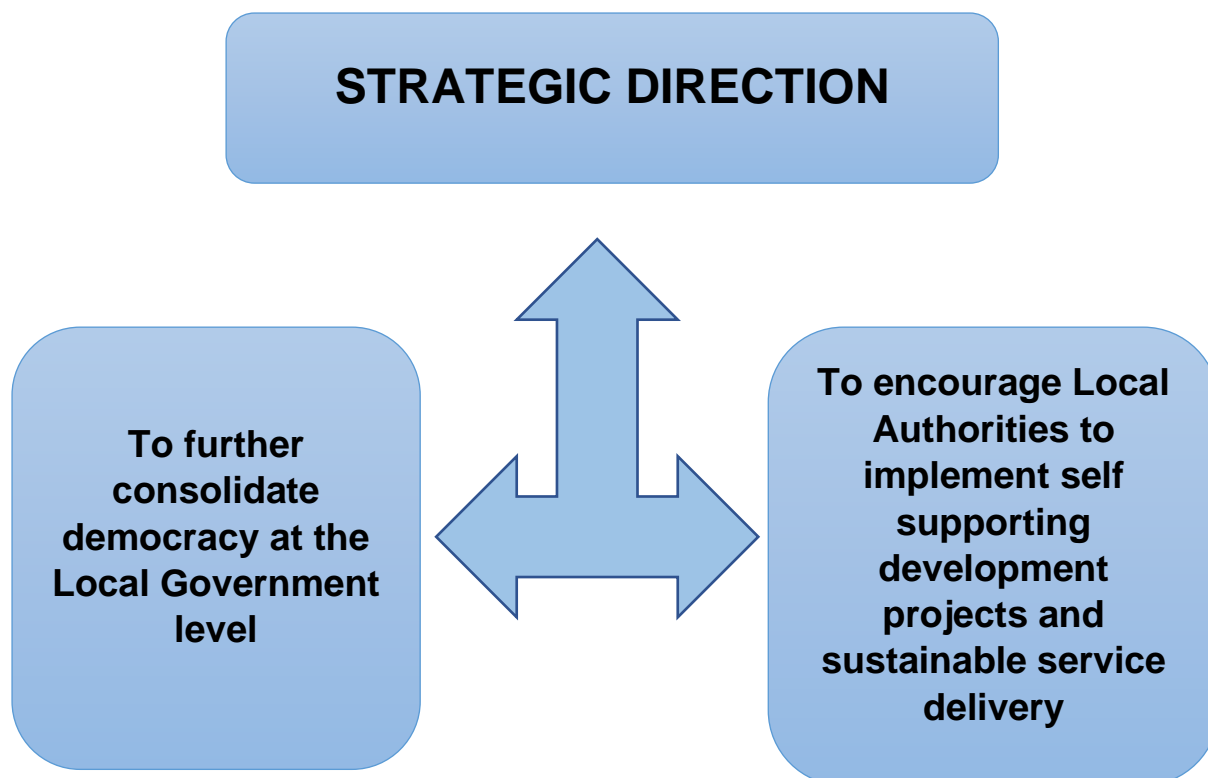 STRATEGIC DIRECTION
To further
consolidate
democracy at the
Local Government
level
To encourage Local
Authorities to
implement self
supporting
development
projects and
sustainable service
delivery